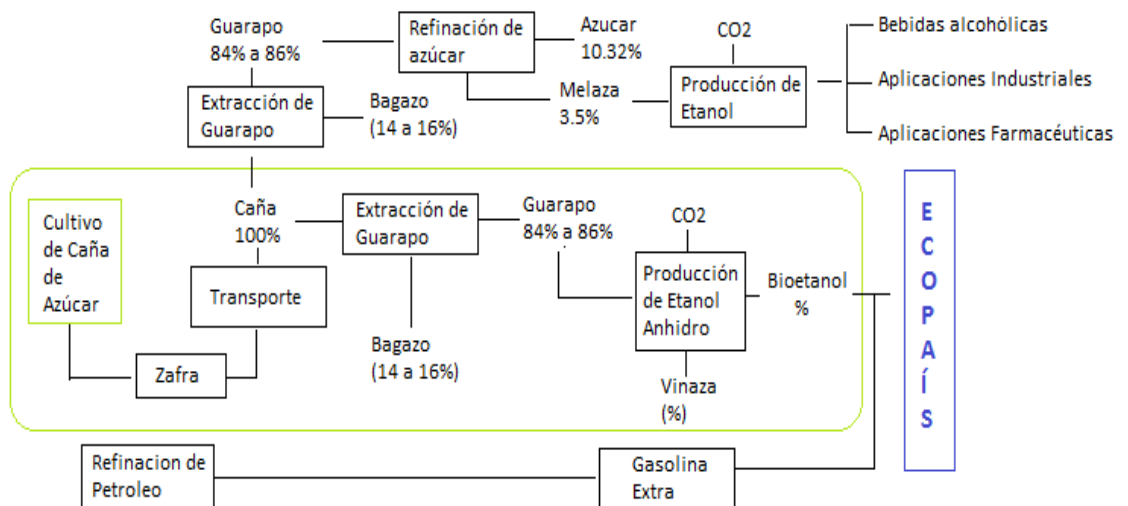 Guarapo
84% a 86%
Refinación de
azúcar
Azucar
10.32%
CO2
Bebidas alcohólicas
Extracción de
Guarapo
Bagazo
(14 a 16%)
Melaza
3.5%
Producción de
Etanol
Aplicaciones Industriales
Aplicaciones Farmacéuticas
Cultivo
de Caña
de
Azúcar
Caña
100%
Extracción de
Guarapo
Guarapo
84% a 86%
CO2
Transporte
Producción
de Etanol
Anhidro
Bioetanol
%
Zafra
Bagazo
(14 a 16%)
Vinaza
(%)
E
C
O
P
A
Í
S
Refinacion de
Petroleo
Gasolina
Extra